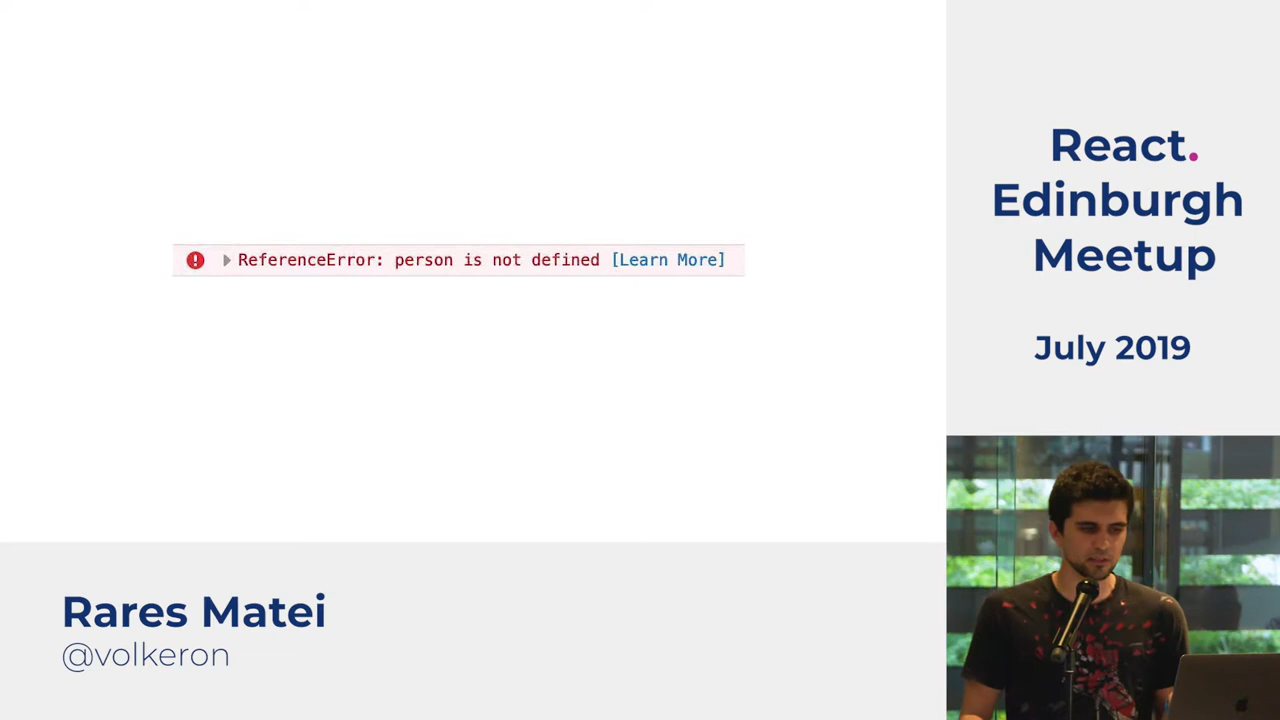 ReferenceError: person is not defined [Learn More]
React.
Edinburgh
Meetup
July 2019
Rares Matei
@volkeron